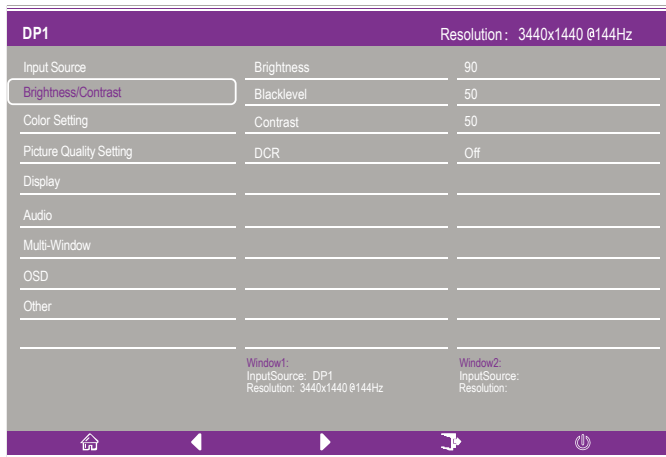 DP1 Resolution: 3440x1440 @144Hz
Input Source Brightness 90
Brightness/Contrast Blacklevel 50
Color Setting Contrast 50
Picture Quality Setting DCR Off
Display
Audio
Multi-Window
OSD
Other
Window1: Window2:
InputSource: DP1 InputSource:
Resolution: 3440x1440 @144Hz Resolution: